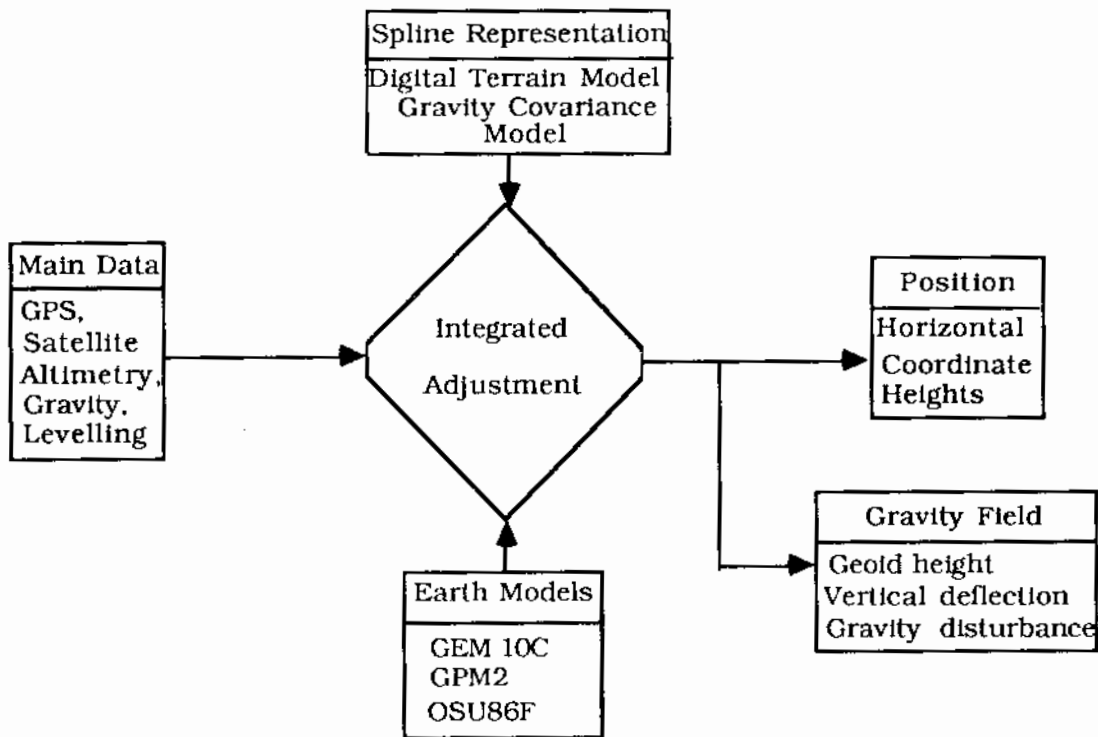 Spline Representation
Digital Terrain Model
Gravity Covariance
Model
Main Data
GPS,
Satellite
Altimetry,
Gravity,
Levelling
Integrated
Adjustment
Position
Horizontal
Coordinate
Heights
Gravity Field
Geoid height
Vertical deflection
Gravity disturbance
Earth Models
GEM 10C
GPM2
OSU86F